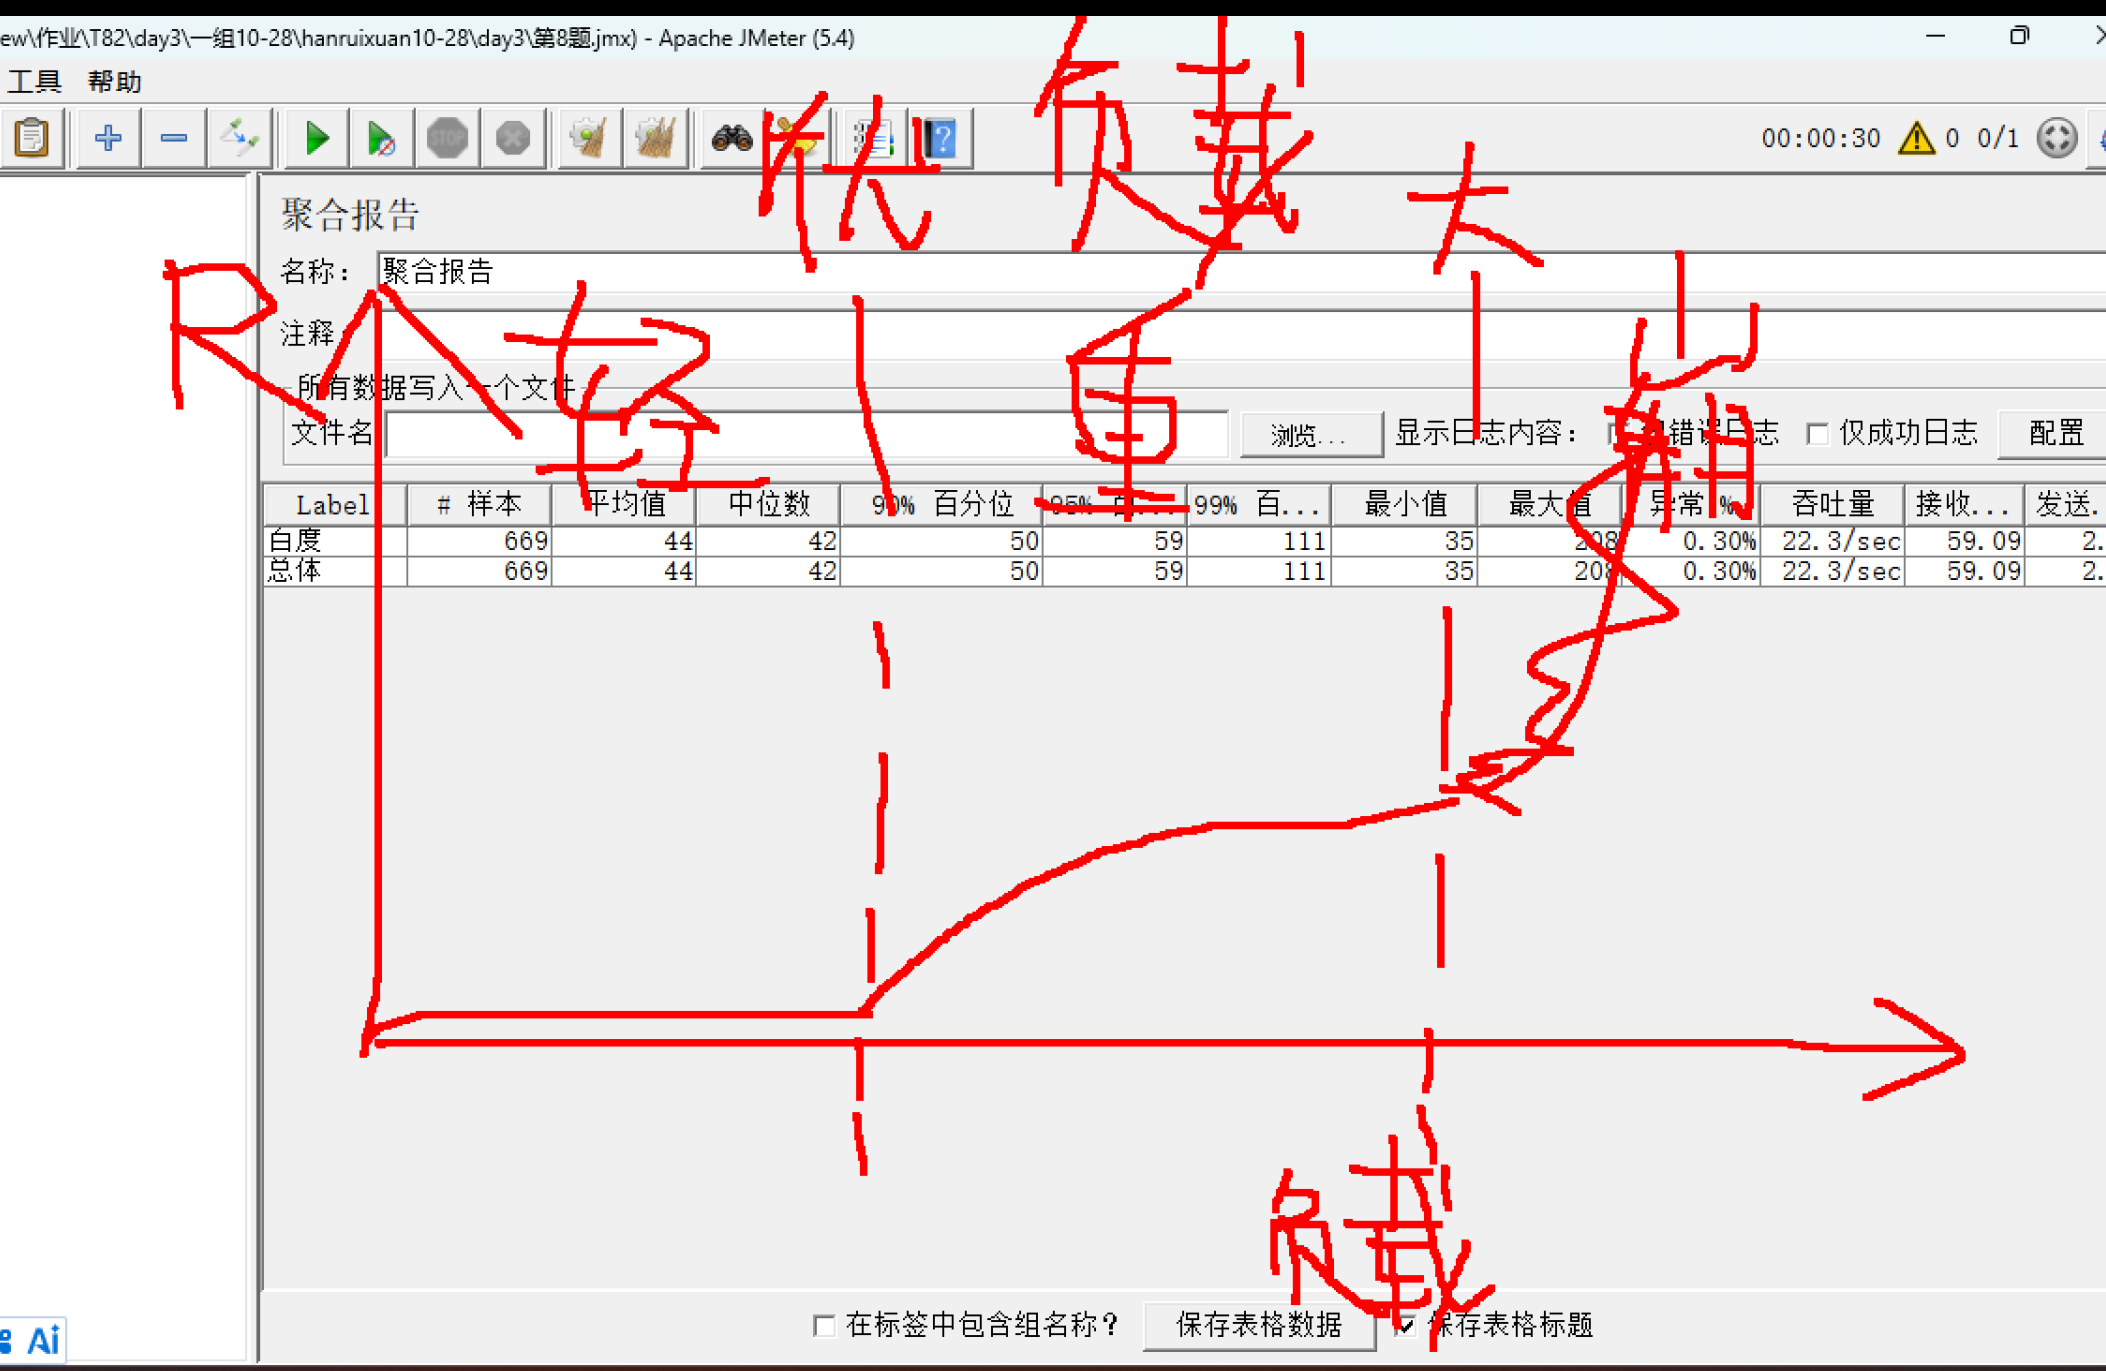 ew\作业\T82\day3\一组10-28\hanruixuan10-28\day3\第8题.jmx) - Apache JMeter (5.4)
工具 帮助
STOP
00:00:30 0 0/1
负载
状
态
聚合报告
R
名称： 聚合报告
注释
轻
重
所有数据写入一个文件
文件名 浏览... 显示日志内容： 错误日志 仅成功日志 配置
Label # 样本 平均值 中位数 90% 百分位 95% 百... 99% 百... 最小值 最大值 异常 % 吞吐量 接收... 发送.
百度 669 44 42 50 59 111 35 208 0.30% 22.3/sec 59.09 2.
总体 669 44 42 50 59 111 35 208 0.30% 22.3/sec 59.09 2.
负载
在标签中包含组名称？ 保存表格数据 保存表格标题
Ai